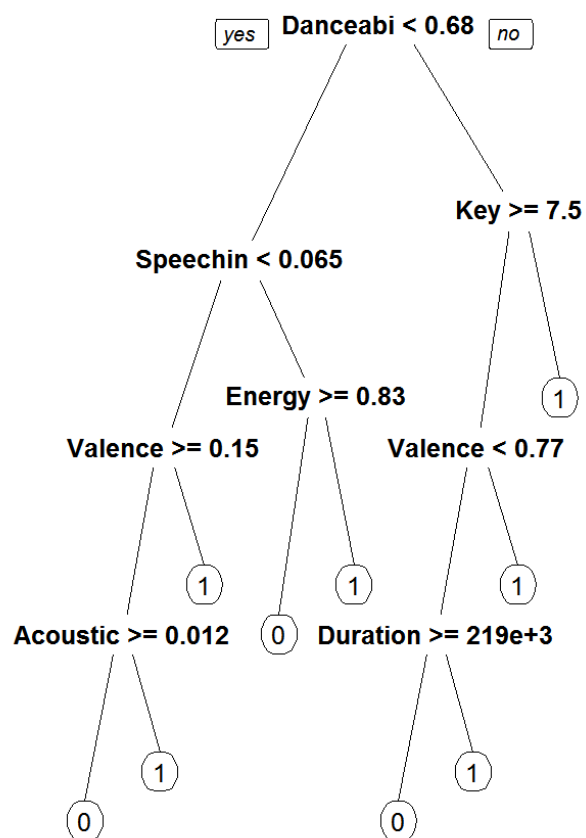 yes Danceabi < 0.68 no
Key >= 7.5
Speechin < 0.065
Energy >= 0.83
1
Valence >= 0.15 Valence < 0.77
1 1 1
Acoustic >= 0.012 0 Duration >= 219e+3
1 1
0 0